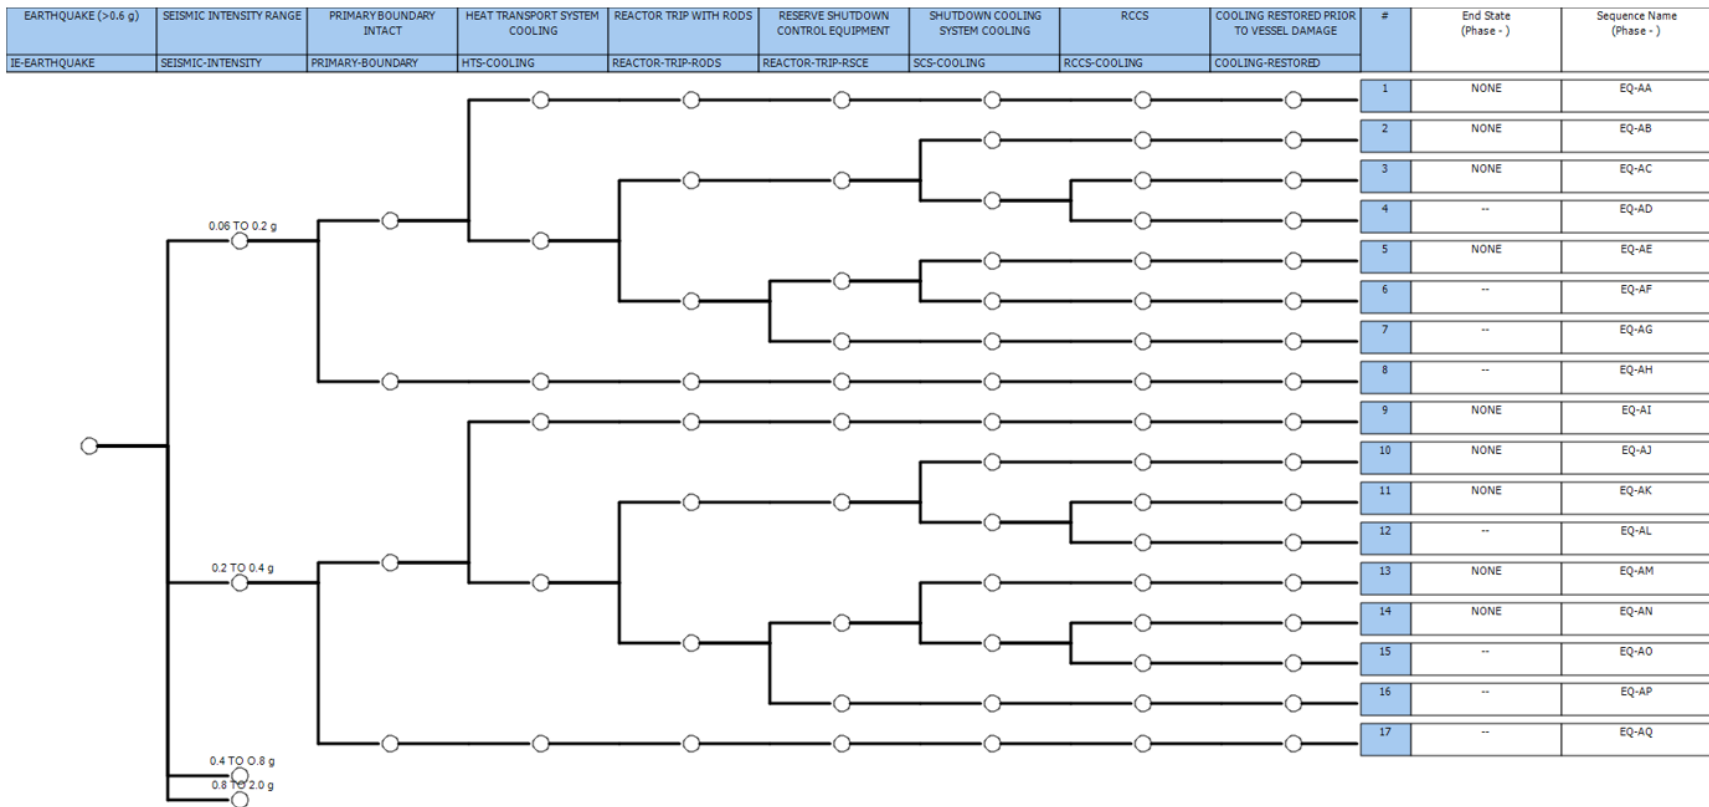 EARTHQUAKE (>0.6 g)
SEISMIC INTENSITY RANGE
PRIMARY BOUNDARY
INTACT
HEAT TRANSPORT SYSTEM
COOLING
REACTOR TRIP WITH RODS
RESERVE SHUTDOWN
CONTROL EQUIPMENT
SHUTDOWN COOLING
SYSTEM COOLING
RCCS
COOLING RESTORED PRIOR
TO VESSEL DAMAGE
#
End State
(Phase - )
Sequence Name
(Phase - )
IE-EARTHQUAKE
SEISMIC-INTENSITY
PRIMARY-BOUNDARY
HTS-COOLING
REACTOR-TRIP-RODS
REACTOR-TRIP-RSCE
SCS-COOLING
RCCS-COOLING
COOLING-RESTORED
1 NONE EQ-AA
2 NONE EQ-AB
3 NONE EQ-AC
4 -- EQ-AD
0.06 TO 0.2 g
5 NONE EQ-AE
6 -- EQ-AF
7 -- EQ-AG
8 -- EQ-AH
9 NONE EQ-AI
10 NONE EQ-AJ
11 NONE EQ-AK
12 -- EQ-AL
0.2 TO 0.4 g
13 NONE EQ-AM
14 NONE EQ-AN
15 -- EQ-AO
16 -- EQ-AP
17 -- EQ-AQ
0.4 TO 0.8 g
0.8 TO 2.0 g